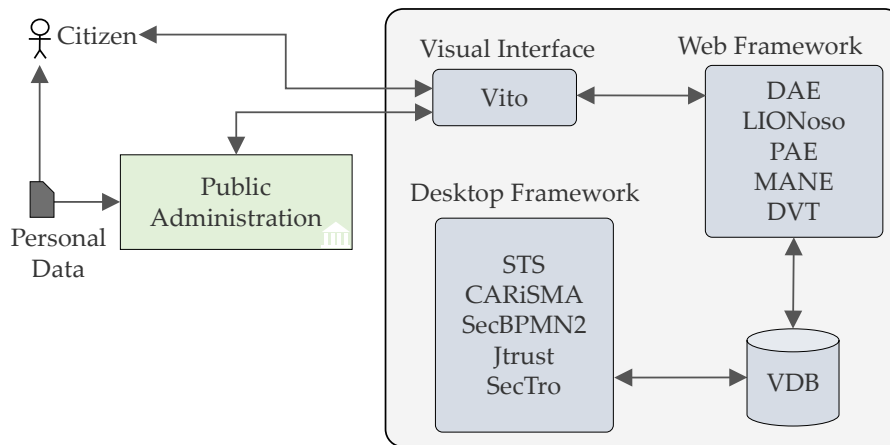 Citizen
Visual Interface
Web Framework
Vito
DAE
LIONoso
PAE
MANE
DVT
Public
Administration
Personal
Data
Desktop Framework
STS
CARiSMA
SecBPMN2
Jtrust
SecTro
VDB